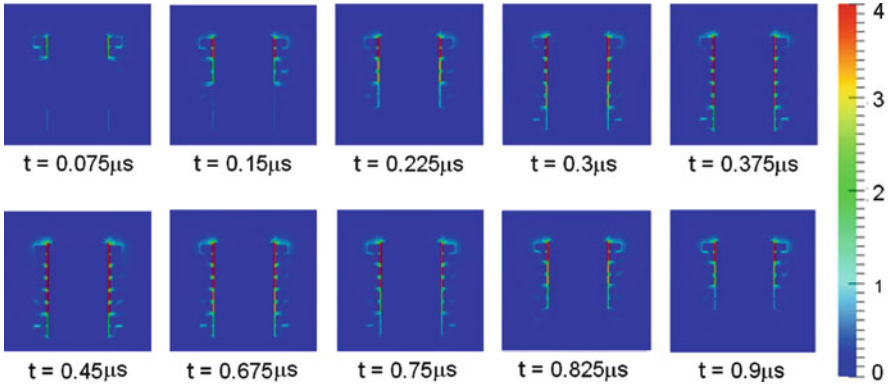 t = 0.075μs
t = 0.15μs
t = 0.225μs
t = 0.3μs
t = 0.375μs
t = 0.45μs
t = 0.675μs
t = 0.75μs
t = 0.825μs
t = 0.9μs
4
3
2
1
0